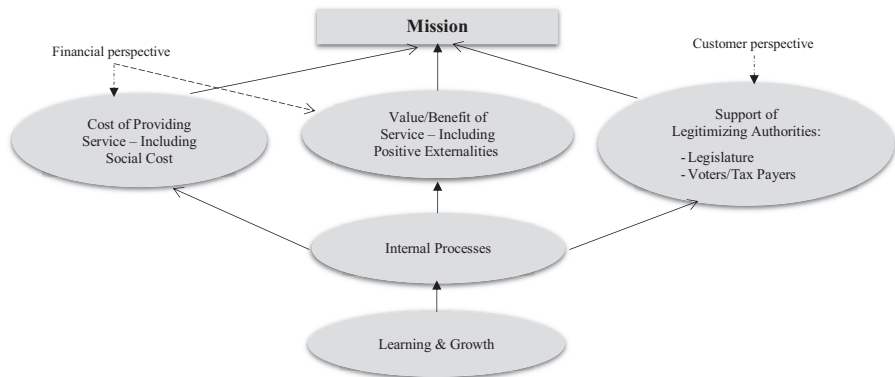 Mission
Financial perspective
Customer perspective
Cost of Providing
Service – Including
Social Cost
Value/Benefit of
Service – Including
Positive Externalities
Support of
Legitimizing Authorities:
- Legislature
- Voters/Tax Payers
Internal Processes
Learning & Growth